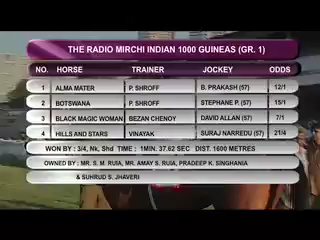 THE RADIO MIRCHI INDIAN 1000 GUINEAS (GR. 1)
NO. HORSE TRAINER JOCKEY ODDS
1 ALMA MATER P. SHROFF B. PRAKASH (57) 12/1
2 BOTSWANA P. SHROFF STEPHANE P. (57) 15/1
3 BLACK MAGIC WOMAN BEZAN CHENOY DAVID ALLAN (57) 7/1
4 HILLS AND STARS VINAYAK SURAJ NARREDU (57) 21/4
WON BY : 3/4, Nk, Shd TIME : 1MIN. 37.62 SEC DIST. 1600 METRES
OWNED BY : MR. S. M. RUIA, MR. AMAY S. RUIA, PRADEEP K. SINGHANIA
& SUHRUD S. JHAVERI